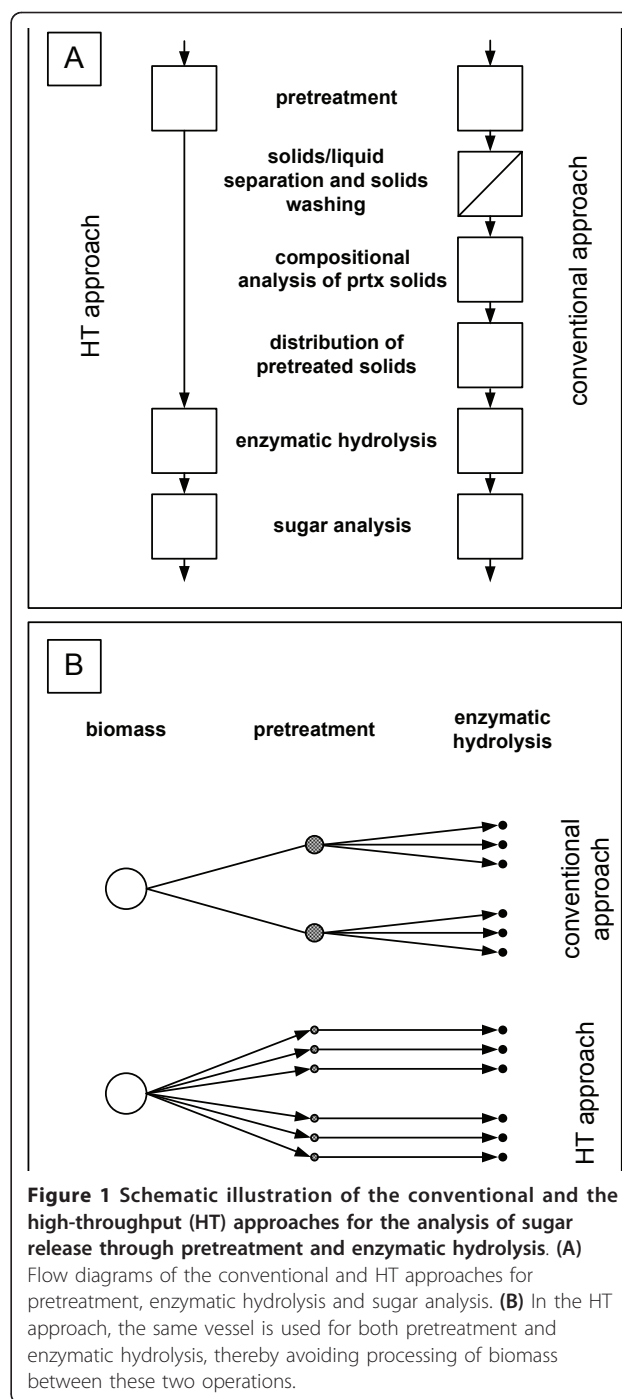 A
pretreatment
solids/liquid
separation and solids
washing
compositional
analysis of prtx solids
distribution of
pretreated solids
enzymatic hydrolysis
sugar analysis
HT approach
conventional approach
B
biomass
pretreatment
enzymatic
hydrolysis
conventional
approach
HT approach
Figure 1 Schematic illustration of the conventional and the
high-throughput (HT) approaches for the analysis of sugar
release through pretreatment and enzymatic hydrolysis. (A)
Flow diagrams of the conventional and HT approaches for
pretreatment, enzymatic hydrolysis and sugar analysis. (B) In the HT
approach, the same vessel is used for both pretreatment and
enzymatic hydrolysis, thereby avoiding processing of biomass
between these two operations.